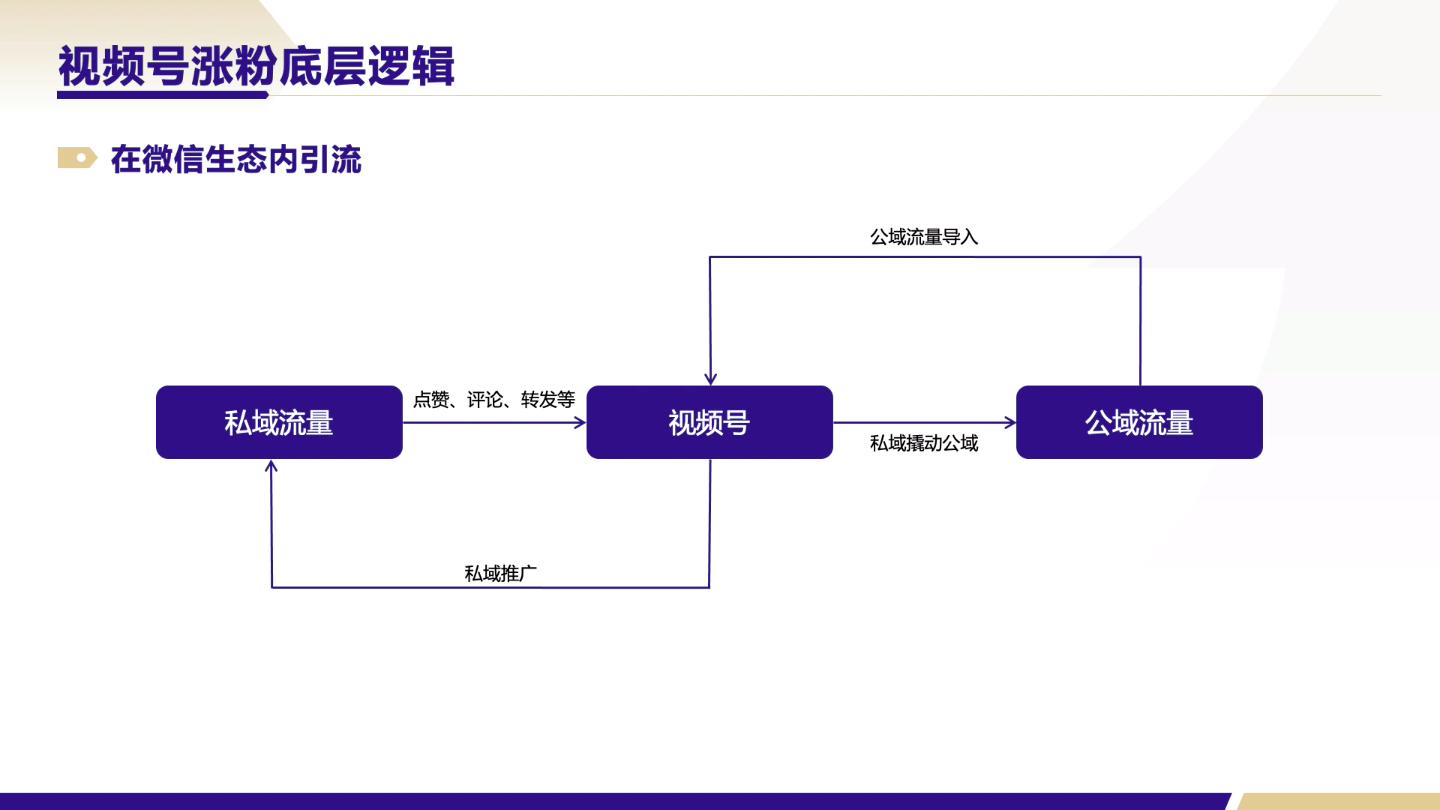 视频号涨粉底层逻辑
在微信生态内引流
公域流量导入
点赞、评论、转发等
私域流量
视频号
公域流量
私域撬动公域
私域推广